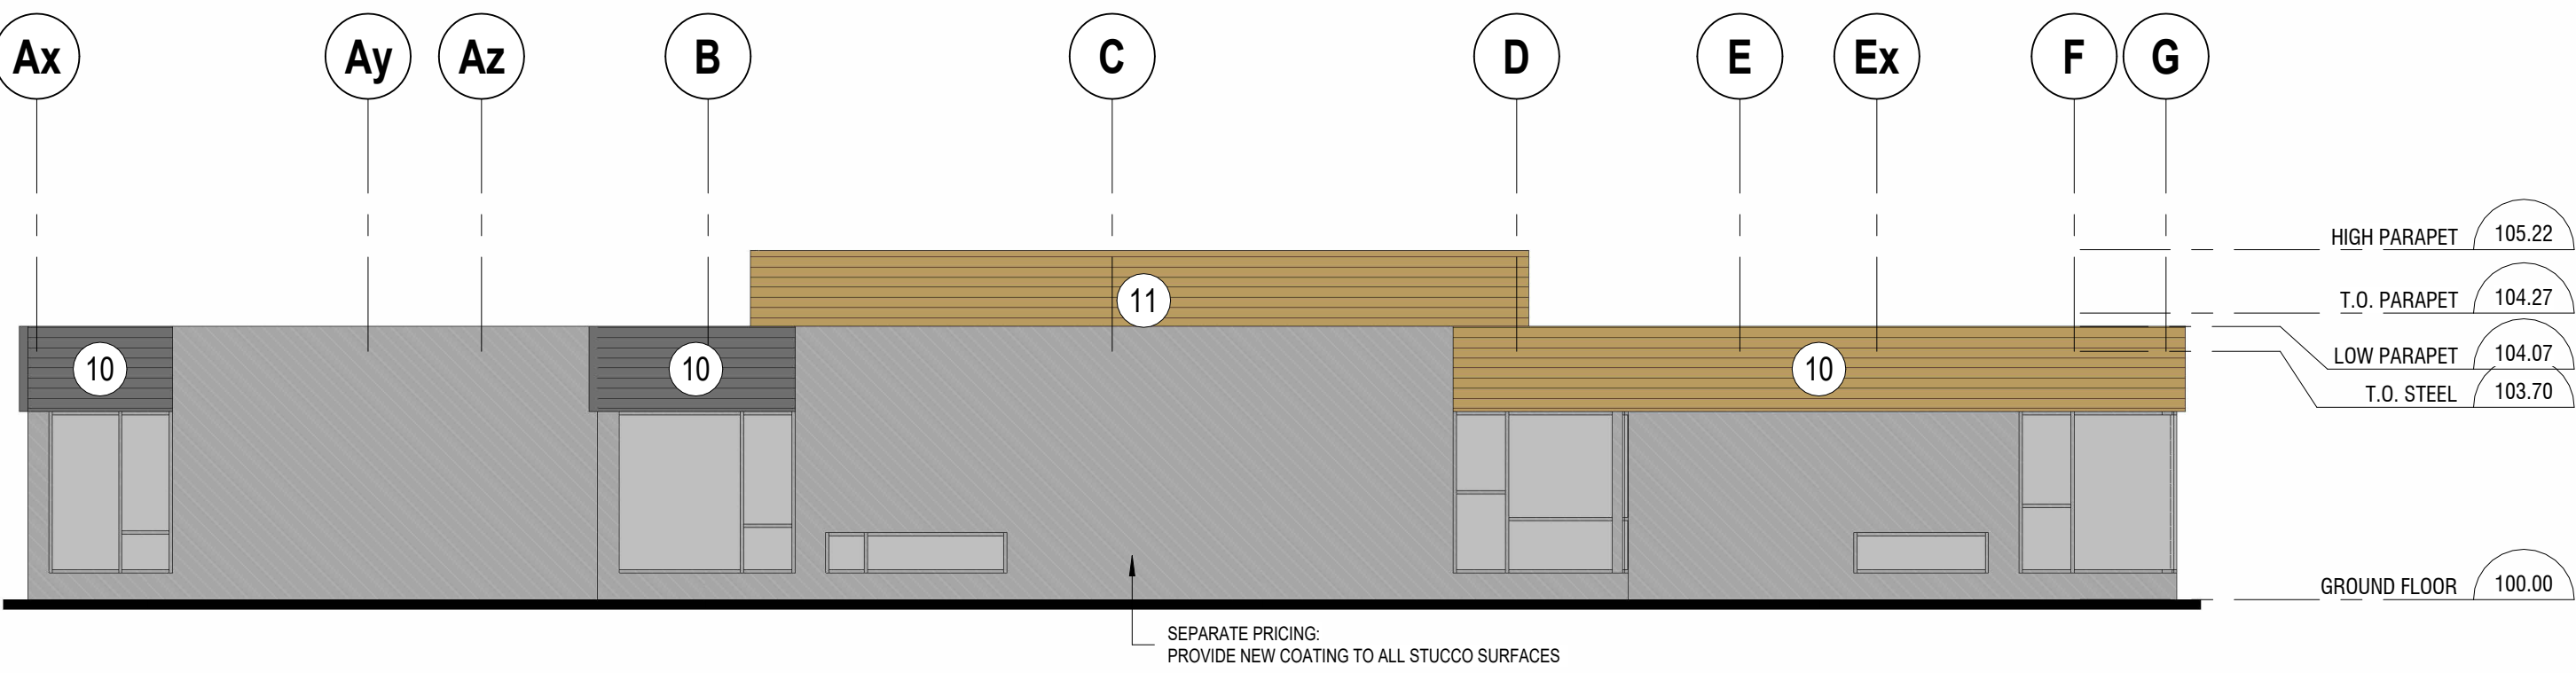 Ax Ay Az B C D E Ex F G
HIGH PARAPET 105.22
T.O. PARAPET 104.27
11
LOW PARAPET 104.07
10 10 10
T.O. STEEL 103.70
GROUND FLOOR 100.00
SEPARATE PRICING:
PROVIDE NEW COATING TO ALL STUCCO SURFACES